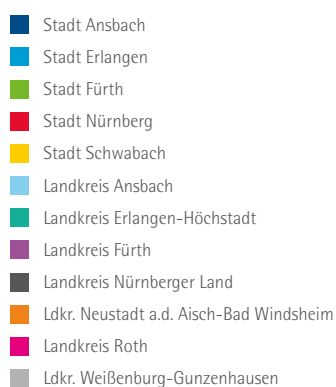 Stadt Ansbach
Stadt Erlangen
Stadt Fürth
Stadt Nürnberg
Stadt Schwabach
Landkreis Ansbach
Landkreis Erlangen-Höchstadt
Landkreis Fürth
Landkreis Nürnberger Land
Ldkr. Neustadt a.d. Aisch-Bad Windsheim
Landkreis Roth
Ldkr. Weißenburg-Gunzenhausen